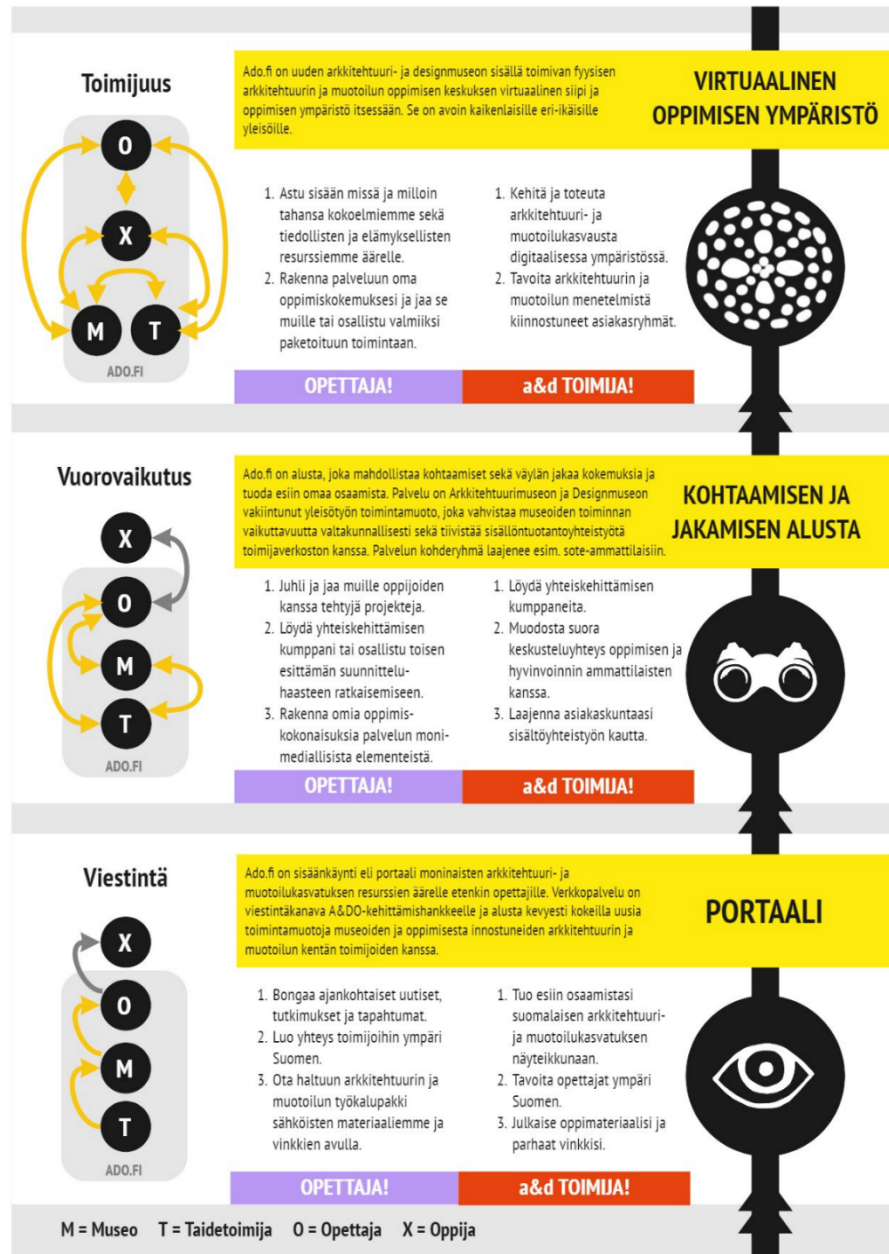 Toimijuus
O
X
M T
ADO.FI
Ado.fi on uuden arkkitehtuuri- ja designmuseon sisällä toimivan fyysisen
arkkitehtuurin ja muotoilun oppimisen keskuksen virtuaalinen siipi ja
oppimisen ympäristö itsessään. Se on avoin kaikenlaisille eri-ikäisille
yleisöille.
VIRTUAALINEN
OPPIMISEN YMPÄRISTÖ
1. Astu sisään missä ja milloin
tahansa kokoelmiemme sekä
tiedollisten ja elämyksellisten
resurssiemme äärelle.
2. Rakenna palveluun oma
oppimiskokemuksesi ja jaa se
muille tai osallistu valmiiksi
paketoituun toimintaan.
OPETTAJA!
1. Kehitä ja toteuta
arkkitehtuuri- ja
muotoilukasvausta
digitaalisessa ympäristössä.
2. Tavoita arkkitehtuurin ja
muotoilun menetelmistä
kiinnostuneet asiakasryhmät.
a&d TOIMIJA!
Vuorovaikutus
X
O
M
T
ADO.FI
Ado.fi on alusta, joka mahdollistaa kohtaamiset sekä väylän jakaa kokemuksia ja
tuoda esiin omaa osaamista. Palvelu on Arkkitehtuurimuseon ja Designmuseon
vakiintunut yleisötyön toimintamuoto, joka vahvistaa museoiden toiminnan
vaikuttavuutta valtakunnallisesti sekä tiivistää sisällöntuotantoyhteistyötä
toimijaverkoston kanssa. Palvelun kohderyhmä laajenee esim. sote-ammattilaisiin.
KOHTAAMISEN JA
JAKAMISEN ALUSTA
1. Juhli ja jaa muille oppijoiden
kanssa tehtyjä projekteja.
2. Löydä yhteiskehittämisen
kumppani tai osallistu toisen
esittämän suunnittelu-
haasteen ratkaisemiseen.
3. Rakenna omia oppimis-
kokonaisuksia palvelun moni-
mediallisista elementeistä.
OPETTAJA!
1. Löydä yhteiskehittämisen
kumppaneita.
2. Muodosta suora
keskusteluyhteys oppimisen ja
hyvinvoinnin ammattilaisten
kanssa.
3. Laajenna asiakaskuntaasi
sisältöyhteistyön kautta.
a&d TOIMIJA!
Viestintä
X
O
M
T
ADO.FI
Ado.fi on sisäänkäynti eli portaali moninaisten arkkitehtuuri- ja
muotoilukasvatuksen resurssien äärelle etenkin opettajille. Verkkopalvelu on
viestintäkanava A&DO-kehittämishankkeelle ja alusta kevyesti kokeilla uusia
toimintamuotoja museoiden ja oppimisesta innostuneiden arkkitehtuurin ja
muotoilun kentän toimijoiden kanssa.
PORTAALI
1. Bongaa ajankohtaiset uutiset,
tutkimukset ja tapahtumat.
2. Luo yhteys toimijoihin ympäri
Suomen.
3. Ota haltuun arkkitehtuurin ja
muotoilun työkalupakki
sähköisten materiaaliemme ja
vinkkien avulla.
OPETTAJA!
1. Tuo esiin osaamistasi
suomalaisen arkkitehtuuri-
ja muotoilukasvatuksen
näyteikkunaan.
2. Tavoita opettajat ympäri
Suomen.
3. Julkaise oppimateriaalisi ja
parhaat vinkkisi.
a&d TOIMIJA!
M = Museo T = Taidetoimija O = Opettaja X = Oppija